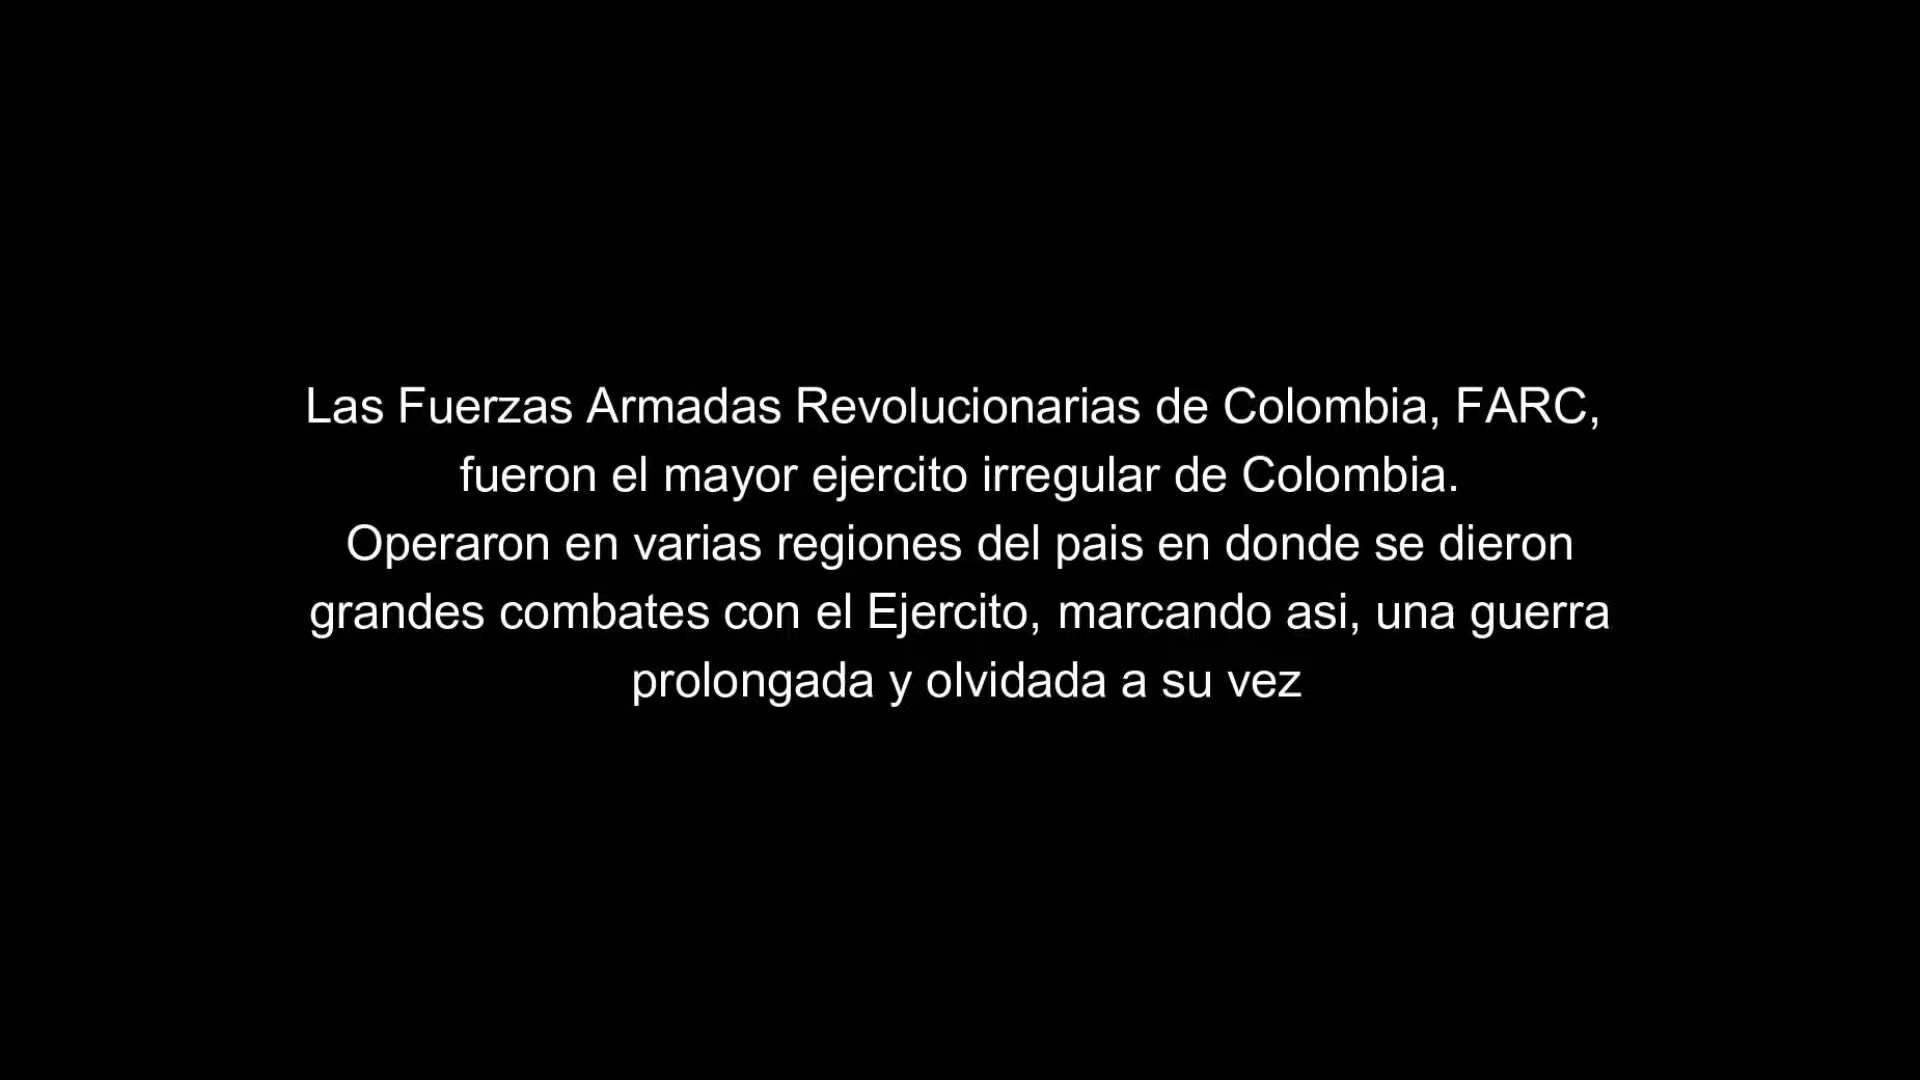 Las Fuerzas Armadas Revolucionarias de Colombia, FARC,
fueron el mayor ejercito irregular de Colombia.
Operaron en varias regiones del pais en donde se dieron
grandes combates con el Ejercito, marcando asi, una guerra
prolongada y olvidada a su vez